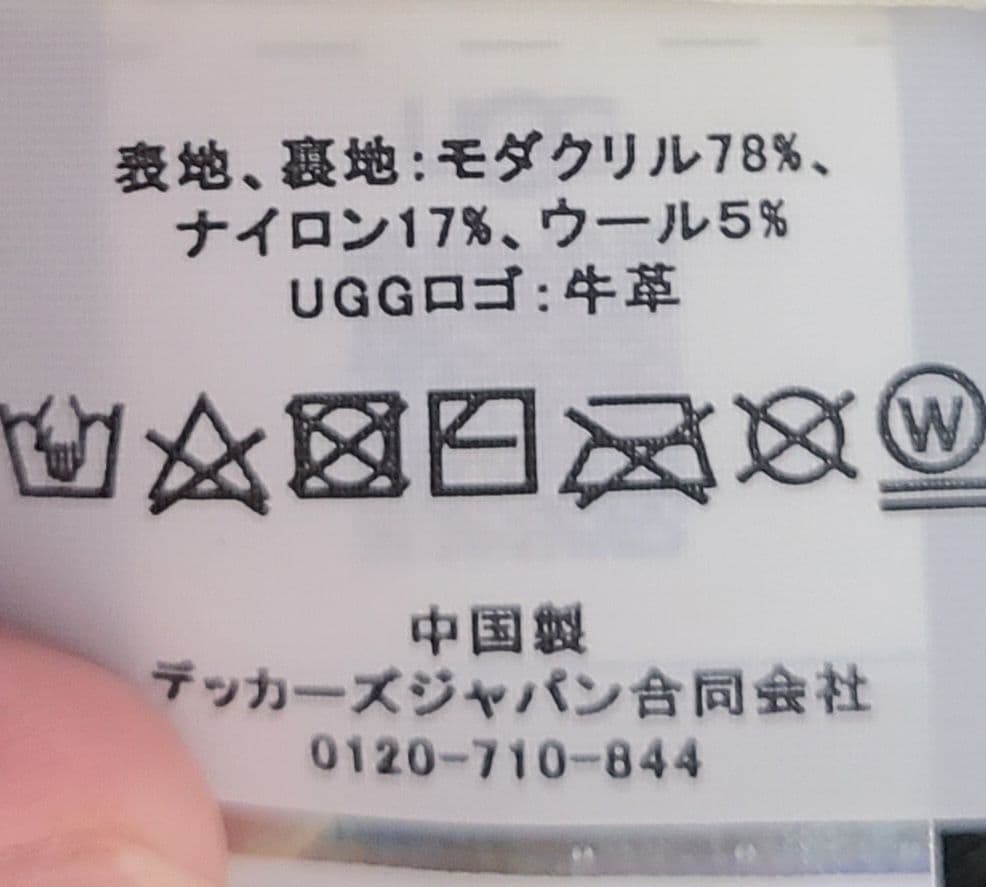 表地、裏地:モダクリル78%、
ナイロン17%、ウール5%
UGGロゴ:牛革
W
中国製
デッカーズジャパン合同会社
0120-710-844